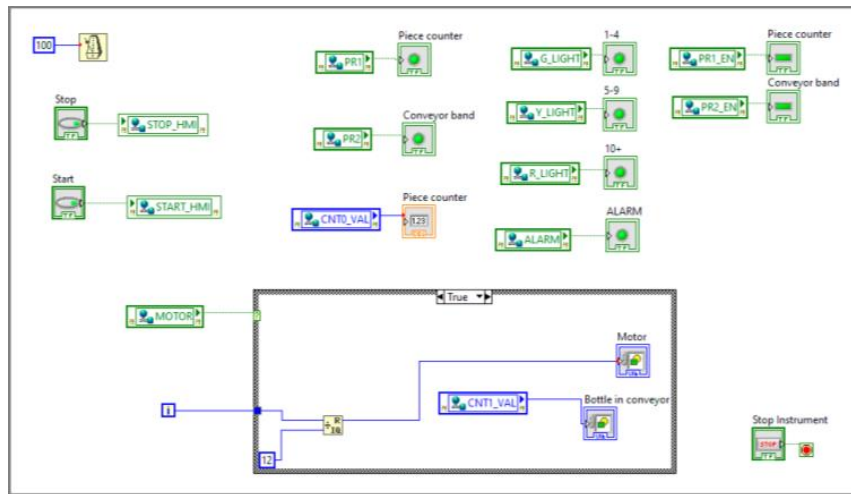 100
Stop
STOP_HMI
Start
START_HMI
Piece counter
PR1
Conveyor band
PR2
Piece counter
CNT0_VAL
123
1-4
G_LIGHT
5-9
Y_LIGHT
10+
R_LIGHT
ALARM
ALARM
Piece counter
PR1_EN
Conveyor band
PR2_EN
True
MOTOR
?
Motor
CNT1_VAL
Bottle in conveyor
i
R
IQ
12
Stop Instrument
STOP
TF